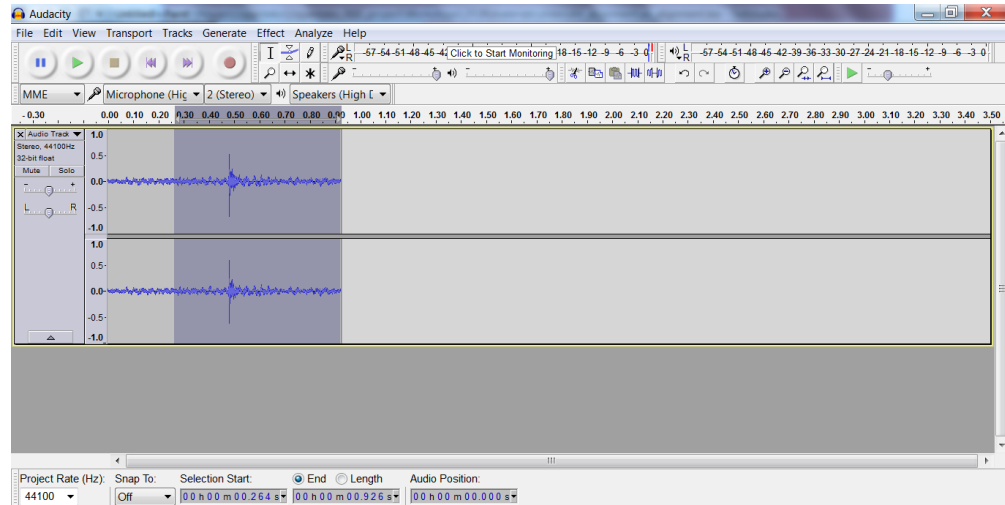 Audacity
File Edit View Transport Tracks Generate Effect Analyze Help
L R -57 -54 -51 -48 -45 -42 Click to Start Monitoring 18 -15 -12 -9 -6 -3 0 L R -57 -54 -51 -48 -45 -42 -39 -36 -33 -30 -27 -24 -21 -18 -15 -12 -9 -6 -3 0
MME Microphone (Hig 2 (Stereo) Speakers (High D
-0.30 0.00 0.10 0.20 0.30 0.40 0.50 0.60 0.70 0.80 0.90 1.00 1.10 1.20 1.30 1.40 1.50 1.60 1.70 1.80 1.90 2.00 2.10 2.20 2.30 2.40 2.50 2.60 2.70 2.80 2.90 3.00 3.10 3.20 3.30 3.40 3.50
X Audio Track 1.0
Stereo, 44100Hz
32-bit float
0.5
Mute Solo
- + 0.0
L R -0.5
-1.0
1.0
0.5
0.0
-0.5
-1.0
Project Rate (Hz): Snap To: Selection Start: End Length Audio Position:
44100 Off 00 h 00 m 00.264 s 00 h 00 m 00.926 s 00 h 00 m 00.000 s